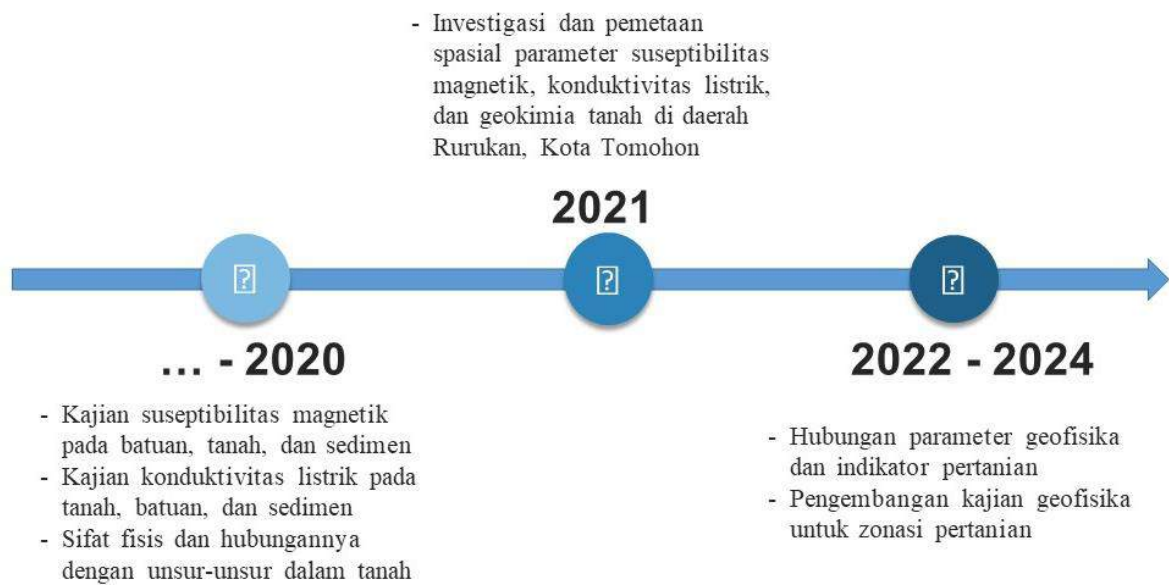 - Investigasi dan pemetaan
spasial parameter suseptibilitas
magnetik, konduktivitas listrik,
dan geokimia tanah di daerah
Rurukan, Kota Tomohon
2021
... - 2020
- Kajian suseptibilitas magnetik
pada batuan, tanah, dan sedimen
- Kajian konduktivitas listrik pada
tanah, batuan, dan sedimen
- Sifat fisis dan hubungannya
dengan unsur-unsur dalam tanah
2022 - 2024
- Hubungan parameter geofisika
dan indikator pertanian
- Pengembangan kajian geofisika
untuk zonasi pertanian